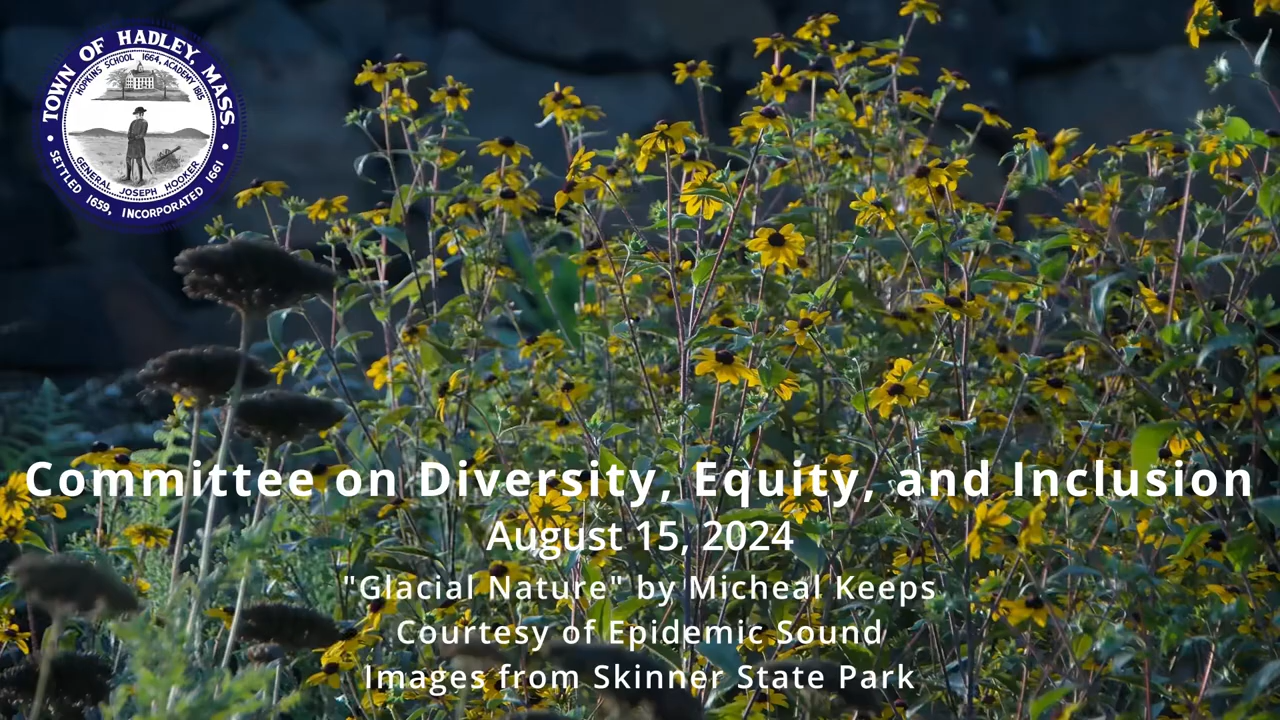 TOWN OF HADLEY, MASS.
HOPKINS SCHOOL 1664, ACADEMY 1815
GENERAL JOSEPH HOOKER
• SETTLED 1659, INCORPORATED 1661 •
Committee on Diversity, Equity, and Inclusion
August 15, 2024
"Glacial Nature" by Micheal Keeps
Courtesy of Epidemic Sound
Images from Skinner State Park